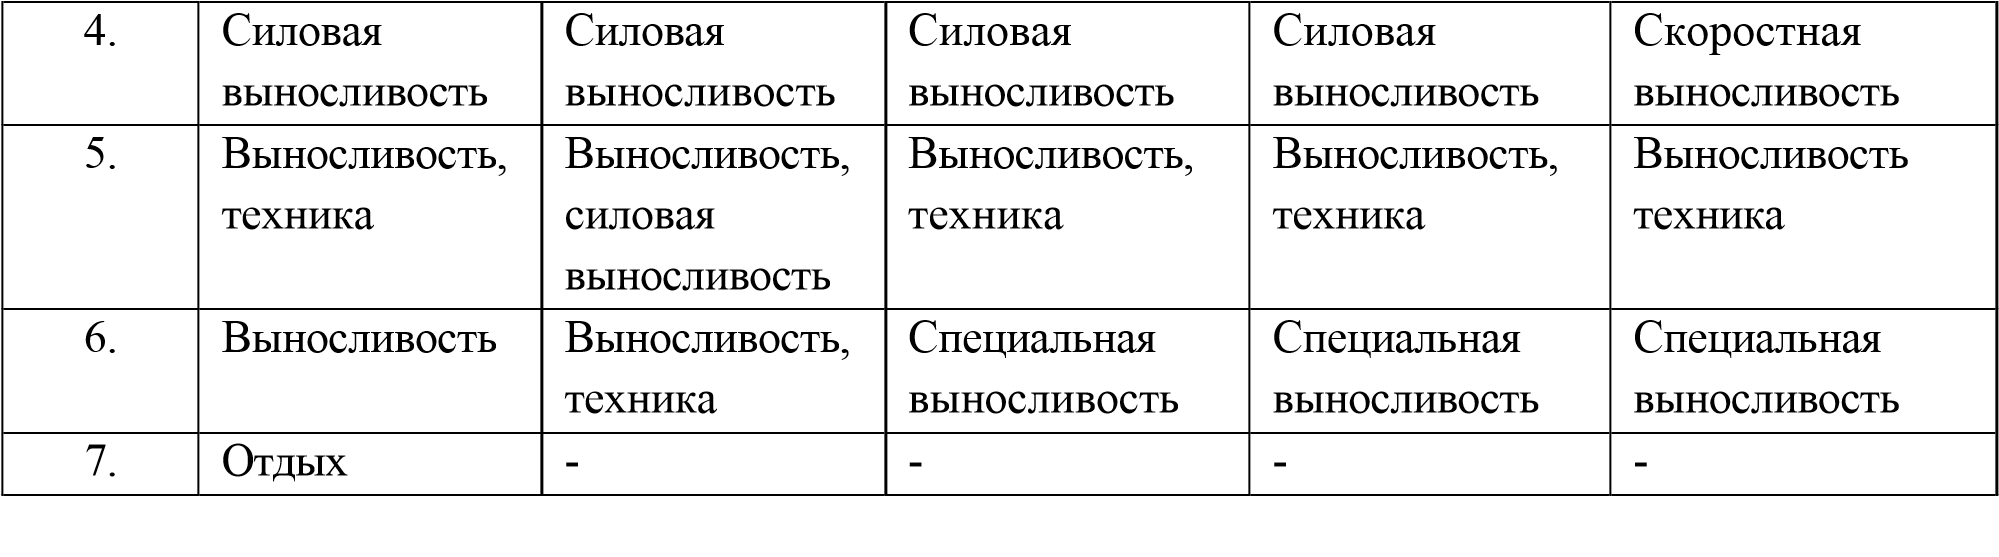 4. Силовая Силовая Силовая Силовая Скоростная
выносливость выносливость выносливость выносливость выносливость
5. Выносливость, Выносливость, Выносливость, Выносливость, Выносливость
техника силовая техника техника техника
выносливость
6. Выносливость Выносливость, Специальная Специальная Специальная
техника выносливость выносливость выносливость
7. Отдых - - - -